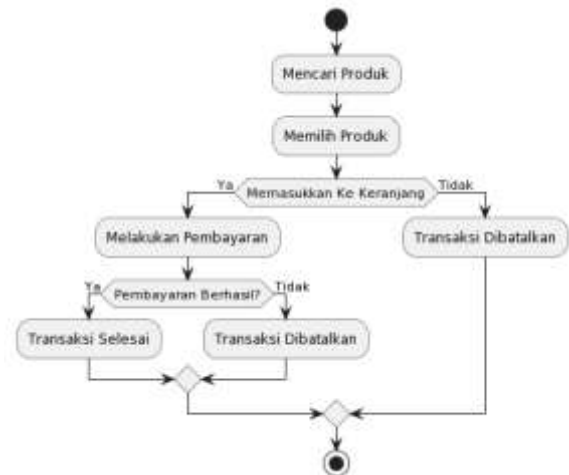 Mencari Produk
Memilih Produk
Ya
Memasukkan Ke Keranjang
Tidak
Melakukan Pembayaran
Transaksi Dibatalkan
Ya
Pembayaran Berhasil?
Tidak
Transaksi Selesai
Transaksi Dibatalkan